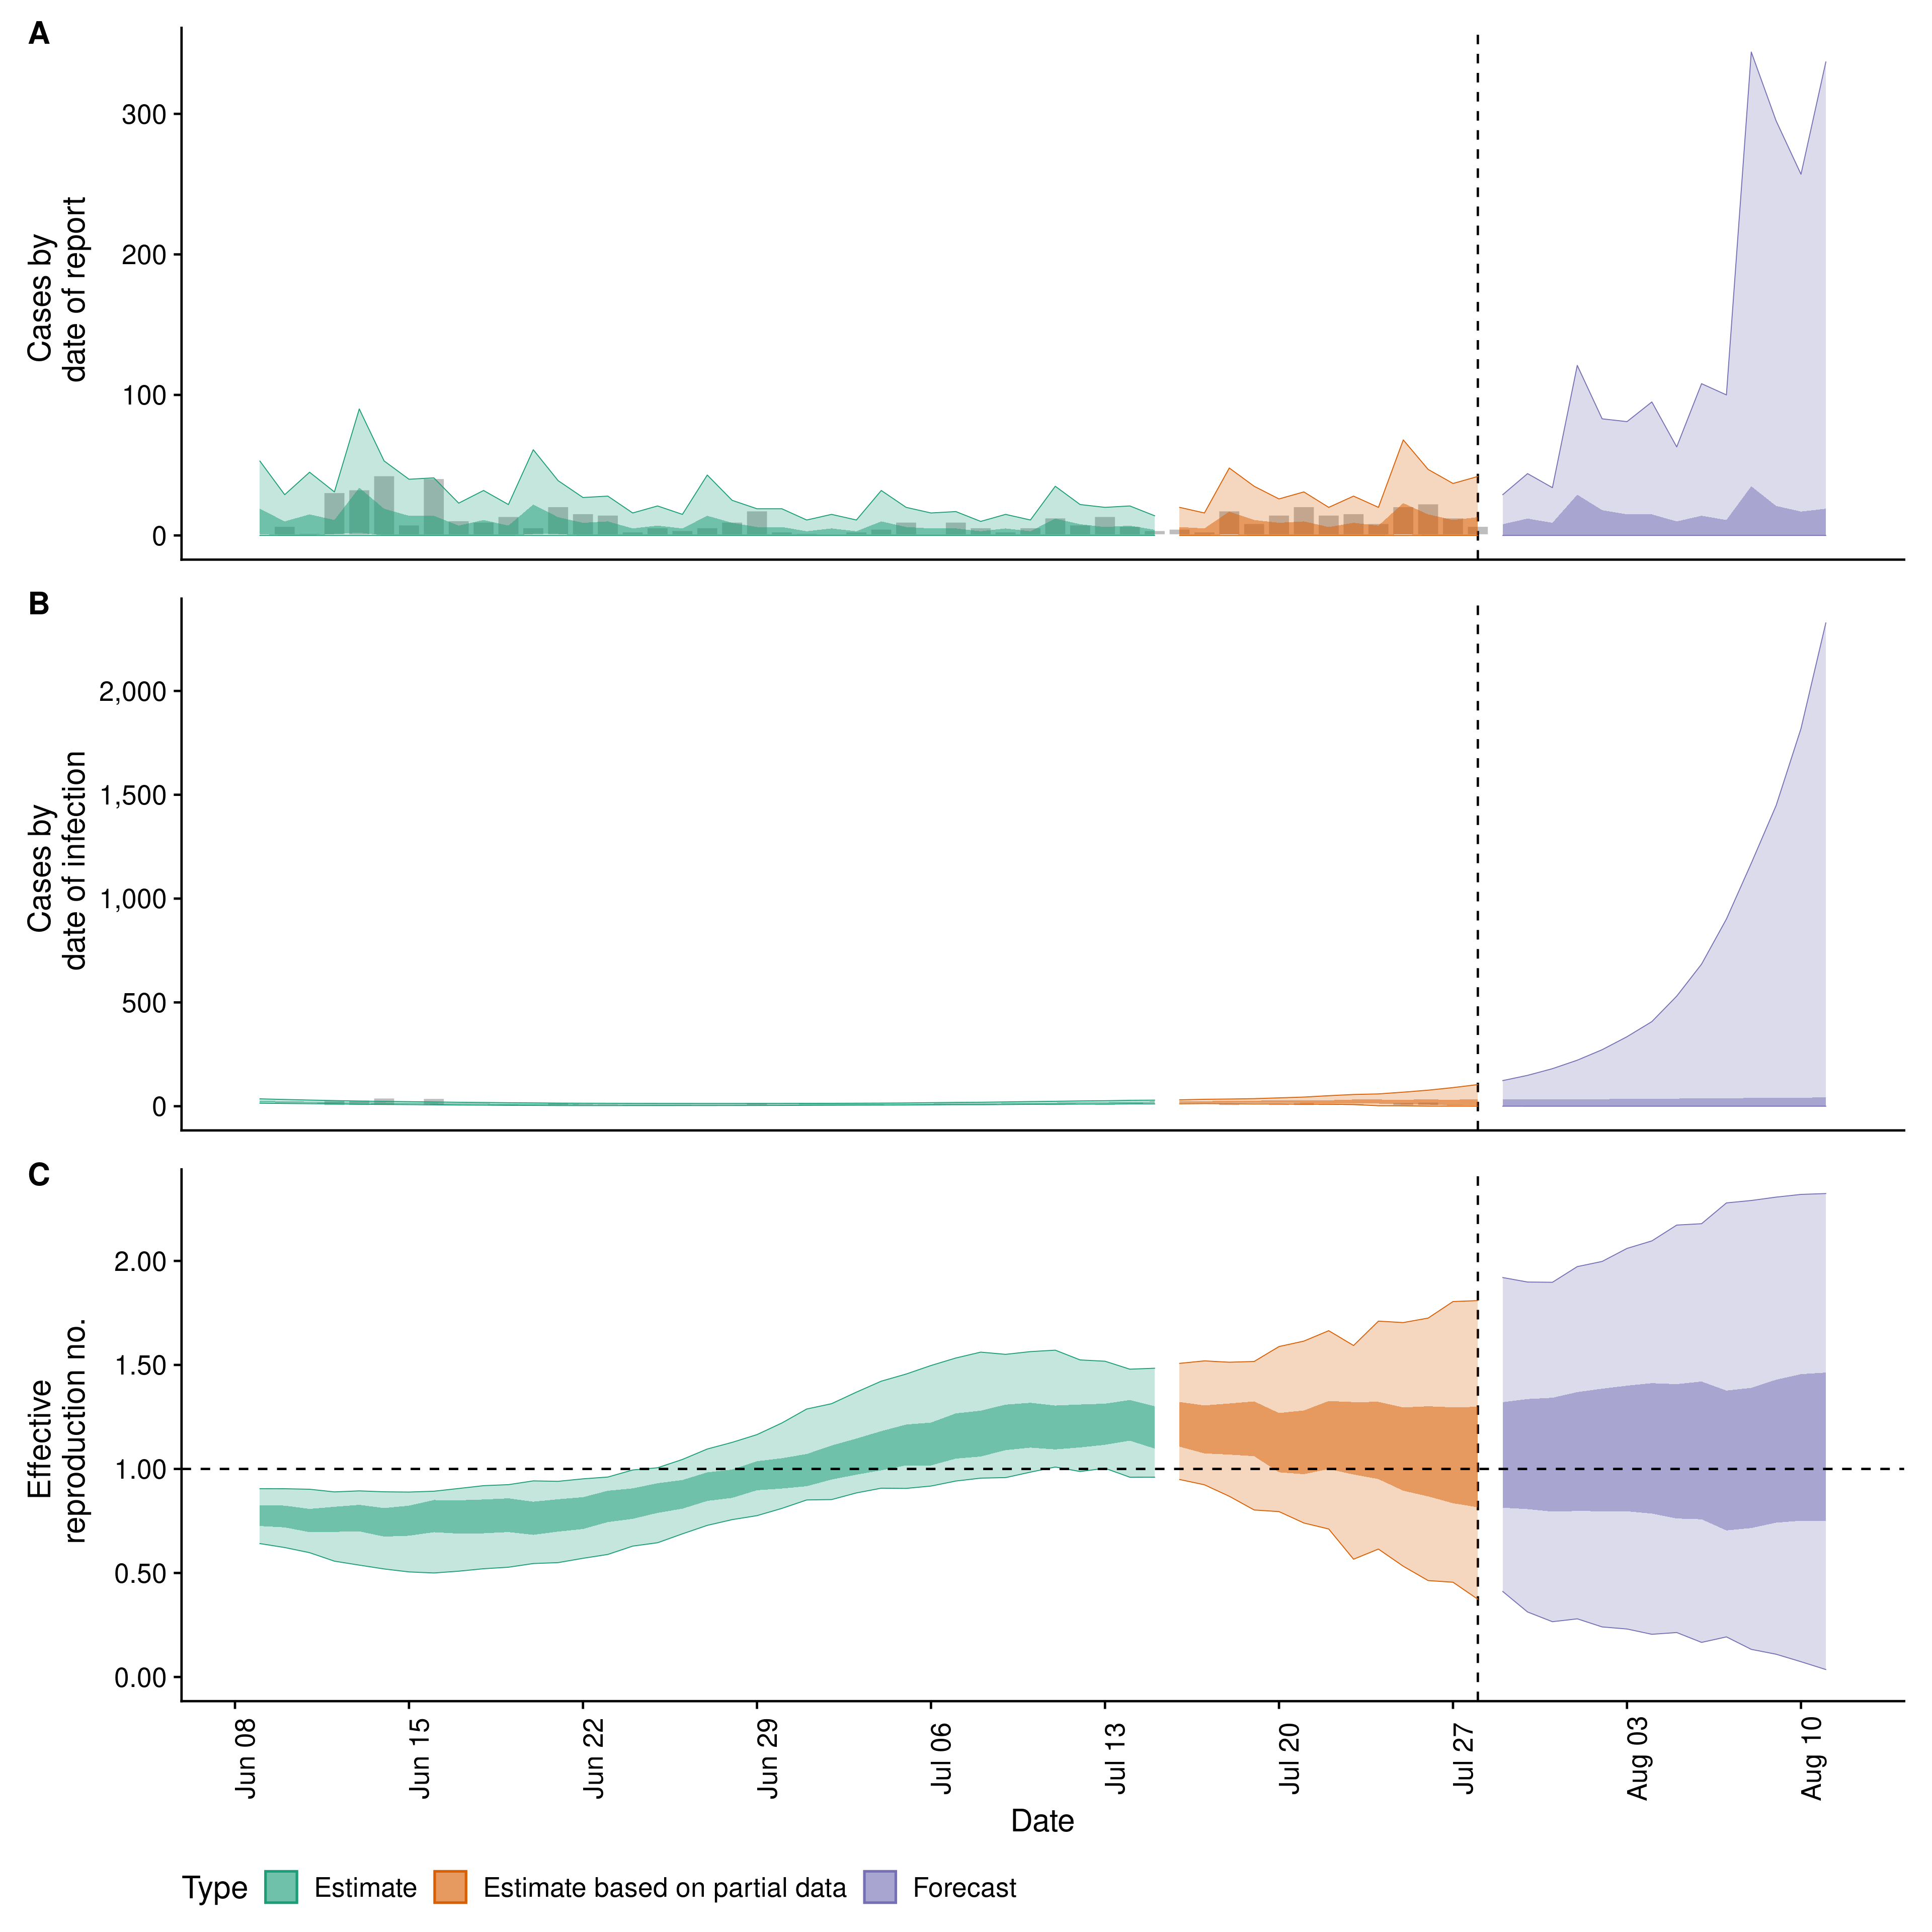 A
Cases by
date of report
300
200
100
0
B
Cases by
date of infection
2,000
1,500
1,000
500
0
C
Effective
reproduction no.
2.00
1.50
1.00
0.50
0.00
Jun 08
Jun 15
Jun 22
Jun 29
Jul 06
Jul 13
Jul 20
Jul 27
Aug 03
Aug 10
Date
Type
Estimate
Estimate based on partial data
Forecast